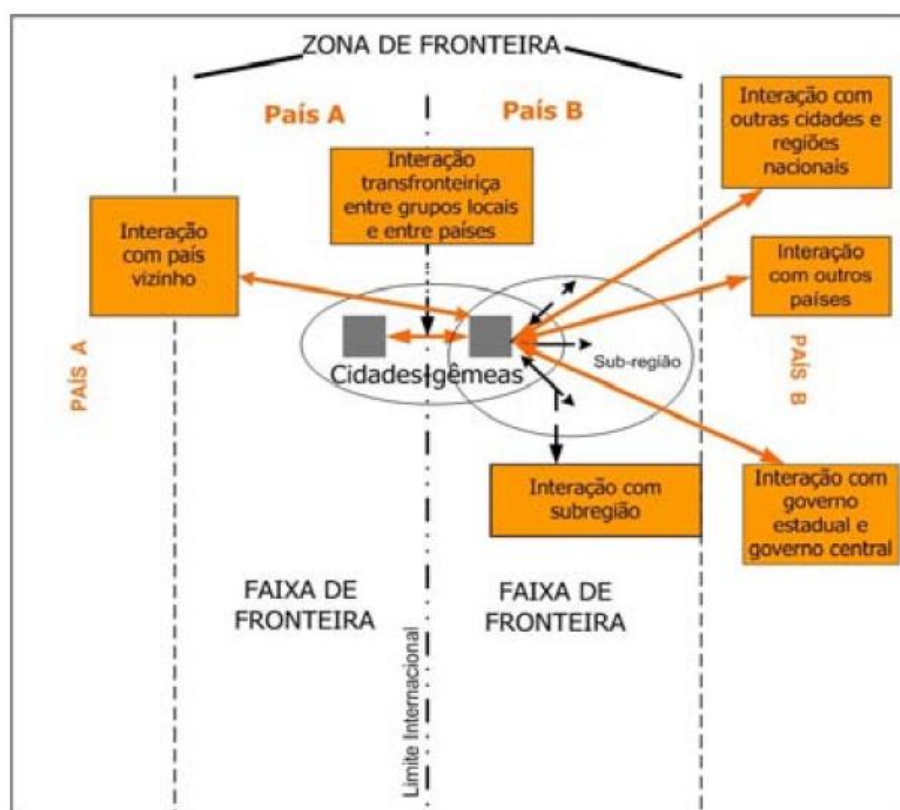 ZONA DE FRONTEIRA
País A
País B
Interação com
outras cidades e
regiões
nacionais
Interação
transfronteiriça
entre grupos locais
e entre países
Interação
com país
vizinho
Interação
com outros
países
PAÍS A
PAÍS B
Sub-região
Cidades-gêmeas
Interação com
subregião
Interação com
governo
estadual e
governo central
FAIXA DE
FRONTEIRA
FAIXA DE
FRONTEIRA
Limite Internacional